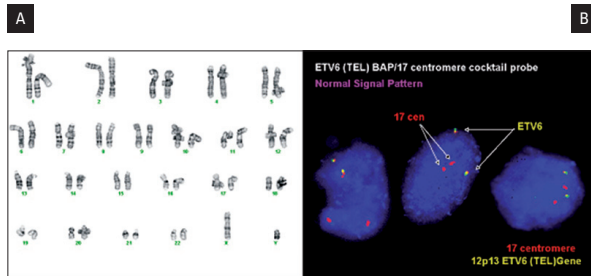 A
B
1 2 3 4 5
6 7 8 9 10 11 12
13 14 15 16 17 18
19 20 21 22 X Y
ETV6 (TEL) BAP/17 centromere cocktail probe
Normal Signal Pattern
17 cen
ETV6
17 centromere
12p13 ETV6 (TEL)Gene